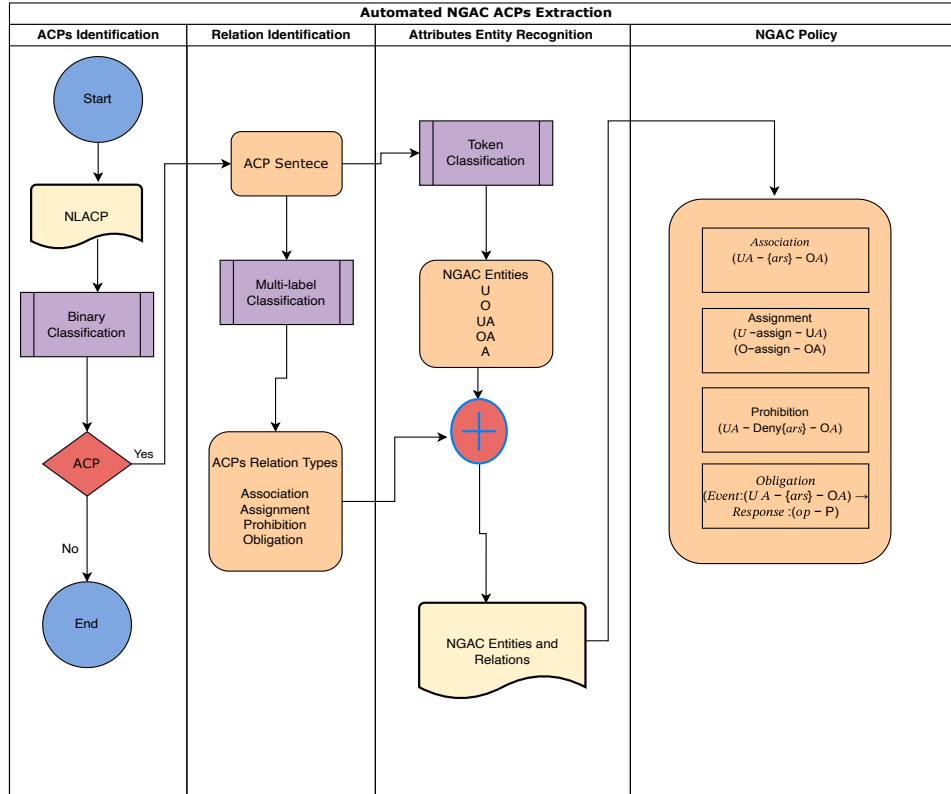 Automated NGAC ACPs Extraction
ACPs Identification
Relation Identification
Attributes Entity Recognition
NGAC Policy
Start
NLACP
Binary
Classification
ACP
Yes
No
End
ACP Sentece
Multi-label
Classification
ACPs Relation Types
Association
Assignment
Prohibition
Obligation
Token
Classification
NGAC Entities
U
O
UA
OA
A
NGAC Entities and
Relations
Association
(UA − {ars} − OA)
Assignment
(U −assign − UA)
(O−assign − OA)
Prohibition
(UA − Deny{ars} − OA)
Obligation
(Event:(U A − {ars} − OA) →
Response :(op − P)